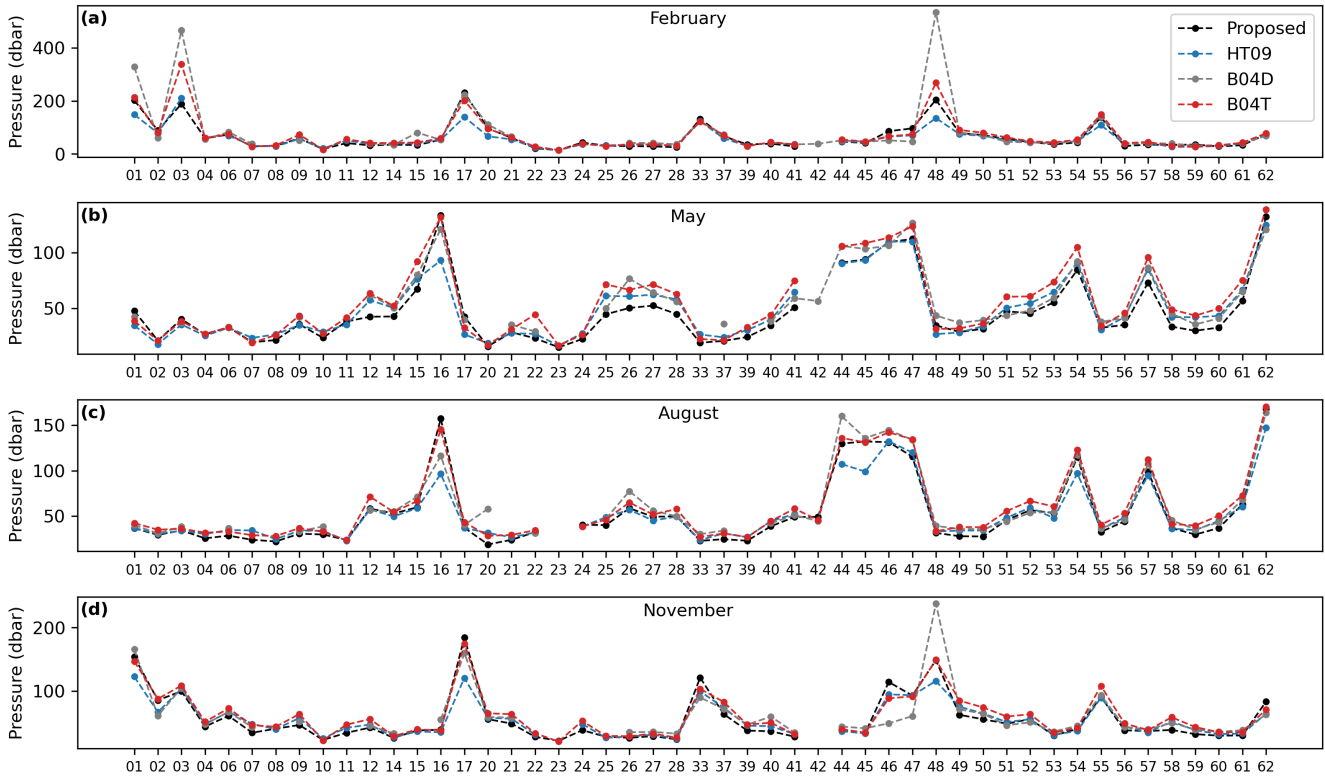 (a) February
Pressure (dbar)
400
200
0
Proposed
HT09
B04D
B04T
01 02 03 04 06 07 08 09 10 11 12 14 15 16 17 20 21 22 23 24 25 26 27 28 33 37 39 40 41 42 44 45 46 47 48 49 50 51 52 53 54 55 56 57 58 59 60 61 62
(b) May
Pressure (dbar)
100
50
01 02 03 04 06 07 08 09 10 11 12 14 15 16 17 20 21 22 23 24 25 26 27 28 33 37 39 40 41 42 44 45 46 47 48 49 50 51 52 53 54 55 56 57 58 59 60 61 62
(c) August
Pressure (dbar)
150
100
50
01 02 03 04 06 07 08 09 10 11 12 14 15 16 17 20 21 22 23 24 25 26 27 28 33 37 39 40 41 42 44 45 46 47 48 49 50 51 52 53 54 55 56 57 58 59 60 61 62
(d) November
Pressure (dbar)
200
100
01 02 03 04 06 07 08 09 10 11 12 14 15 16 17 20 21 22 23 24 25 26 27 28 33 37 39 40 41 42 44 45 46 47 48 49 50 51 52 53 54 55 56 57 58 59 60 61 62